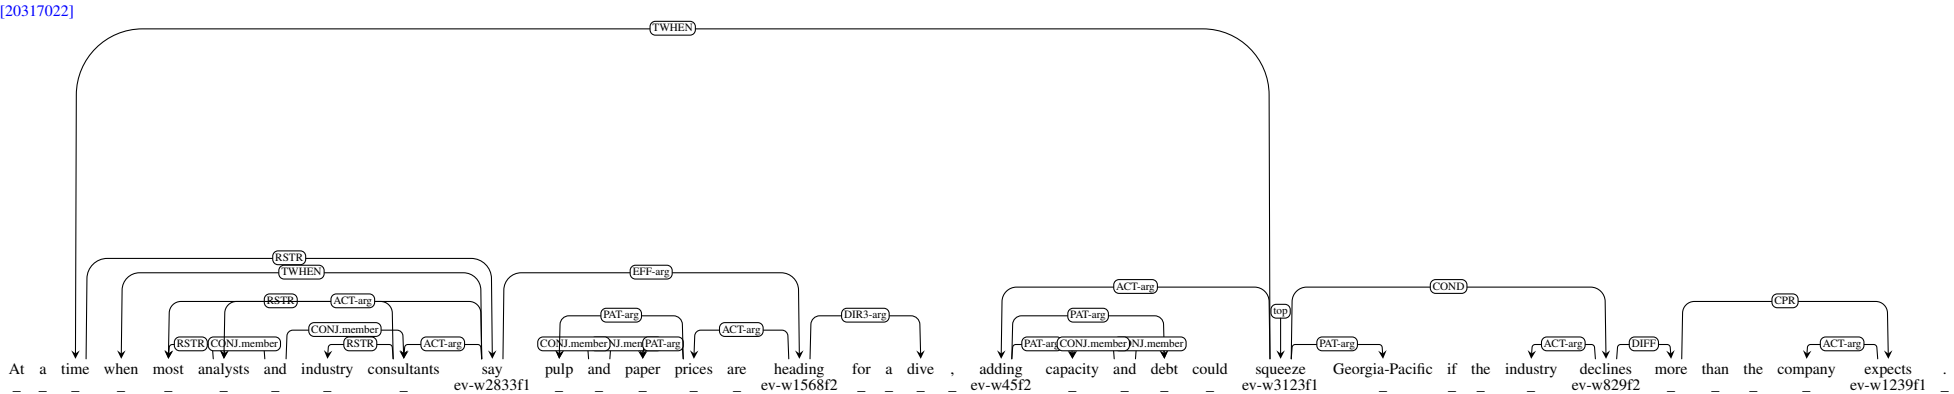 [20317022]
TWHEN
RSTR
TWHEN EFF-arg
ACT-arg COND
RSTR ACT-arg CPR
top
PAT-arg DIR3-arg PAT-arg
CONJ.member ACT-arg
RSTR CONJ.member RSTR ACT-arg CONJ.member PAT-arg CONJ.member PAT-arg ACT-arg DIFF ACT-arg
At a time when most analysts and industry consultants say pulp and paper prices are heading for a dive , adding capacity and debt could squeeze Georgia-Pacific if the industry declines more than the company expects .
_ _ _ _ _ _ _ _ _ ev-w2833f1 _ _ _ _ _ ev-w1568f2 _ _ _ _ ev-w45f2 _ _ _ _ ev-w3123f1 _ _ _ _ ev-w829f2 _ _ _ _ ev-w1239f1 _